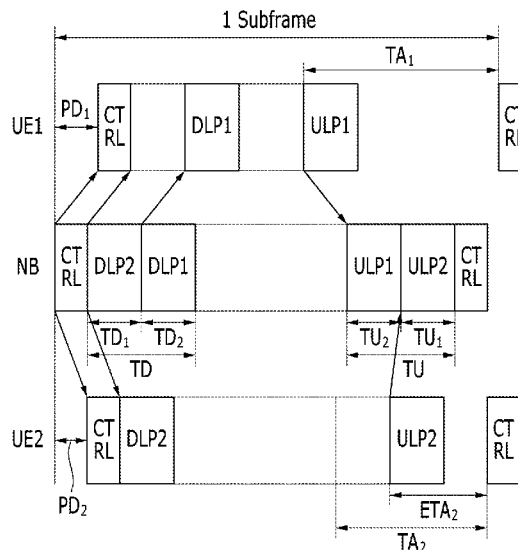 1 Subframe
TA1
PD1
UE1
CT
RL
DLP1
ULP1
CT
RL
NB
CT
RL
DLP2
DLP1
ULP1
ULP2
CT
RL
TD1
TD2
TU2
TU1
TD
TU
UE2
CT
RL
DLP2
ULP2
CT
RL
PD2
ETA2
TA2